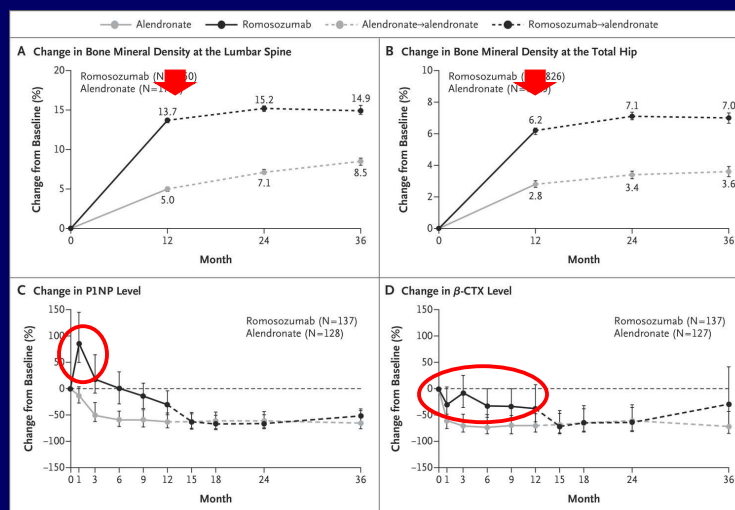 Alendronate Romosozumab Alendronate→alendronate Romosozumab→alendronate
A Change in Bone Mineral Density at the Lumbar Spine
Romosozumab
Alendronate
20
15
10
5
0
13.7
15.2
14.9
5.0
7.1
8.5
Change from Baseline (%)
0 12 24 36
Month
B Change in Bone Mineral Density at the Total Hip
Romosozumab
Alendronate
10
8
6
4
2
0
6.2
7.1
7.0
2.8
3.4
3.6
Change from Baseline (%)
0 12 24 36
Month
C Change in P1NP Level
Romosozumab (N=137)
Alendronate (N=128)
150
100
50
0
−50
−100
−150
Change from Baseline (%)
0 1 3 6 9 12 15 18 24 36
Month
D Change in β-CTX Level
Romosozumab (N=137)
Alendronate (N=127)
150
100
50
0
−50
−100
−150
Change from Baseline (%)
0 1 3 6 9 12 15 18 24 36
Month